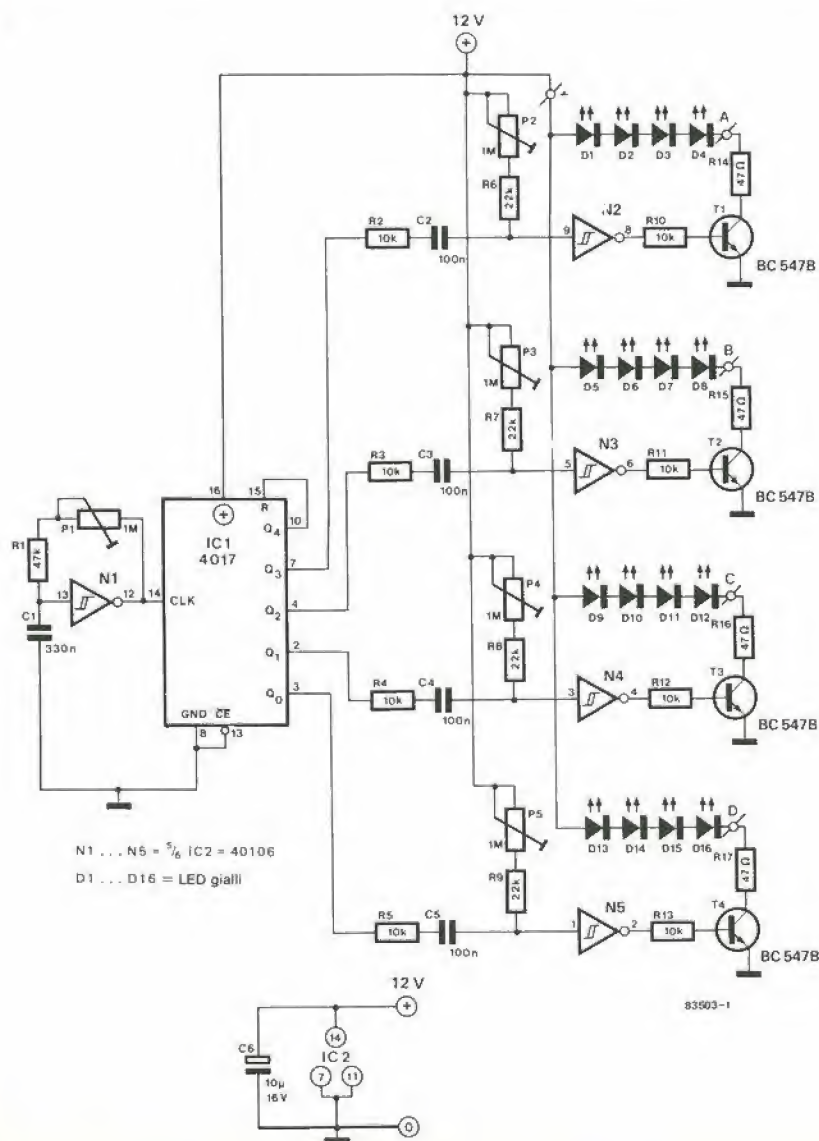 12 V
+
+
P2
1M
R6
22k
D1
D2
D3
D4
A
R14
47Ω
T1
BC 547B
R2
10k
C2
100n
N2
9
8
R10
10k
P3
1M
R7
22k
D5
D6
D7
D8
B
R15
47Ω
T2
BC 547B
R3
10k
C3
100n
N3
5
6
R11
10k
16
15
R
+
IC1
4017
Q4
10
Q3
7
Q2
4
Q1
2
Q0
3
CLK
14
GND
CE
8
13
P1
1M
R1
47k
N1
13
12
C1
330n
P4
1M
R8
22k
D9
D10
D11
D12
C
R16
47Ω
T3
BC 547B
R4
10k
C4
100n
N4
3
4
R12
10k
P5
1M
R9
22k
D13
D14
D15
D16
D
R17
47Ω
T4
BC 547B
R5
10k
C5
100n
N5
1
2
R13
10k
N1 ... N5 = 5/6 IC2 = 40106
D1 ... D16 = LED gialli
83503-1
12 V
+
C6
10µ
16V
14
IC2
7
11
0